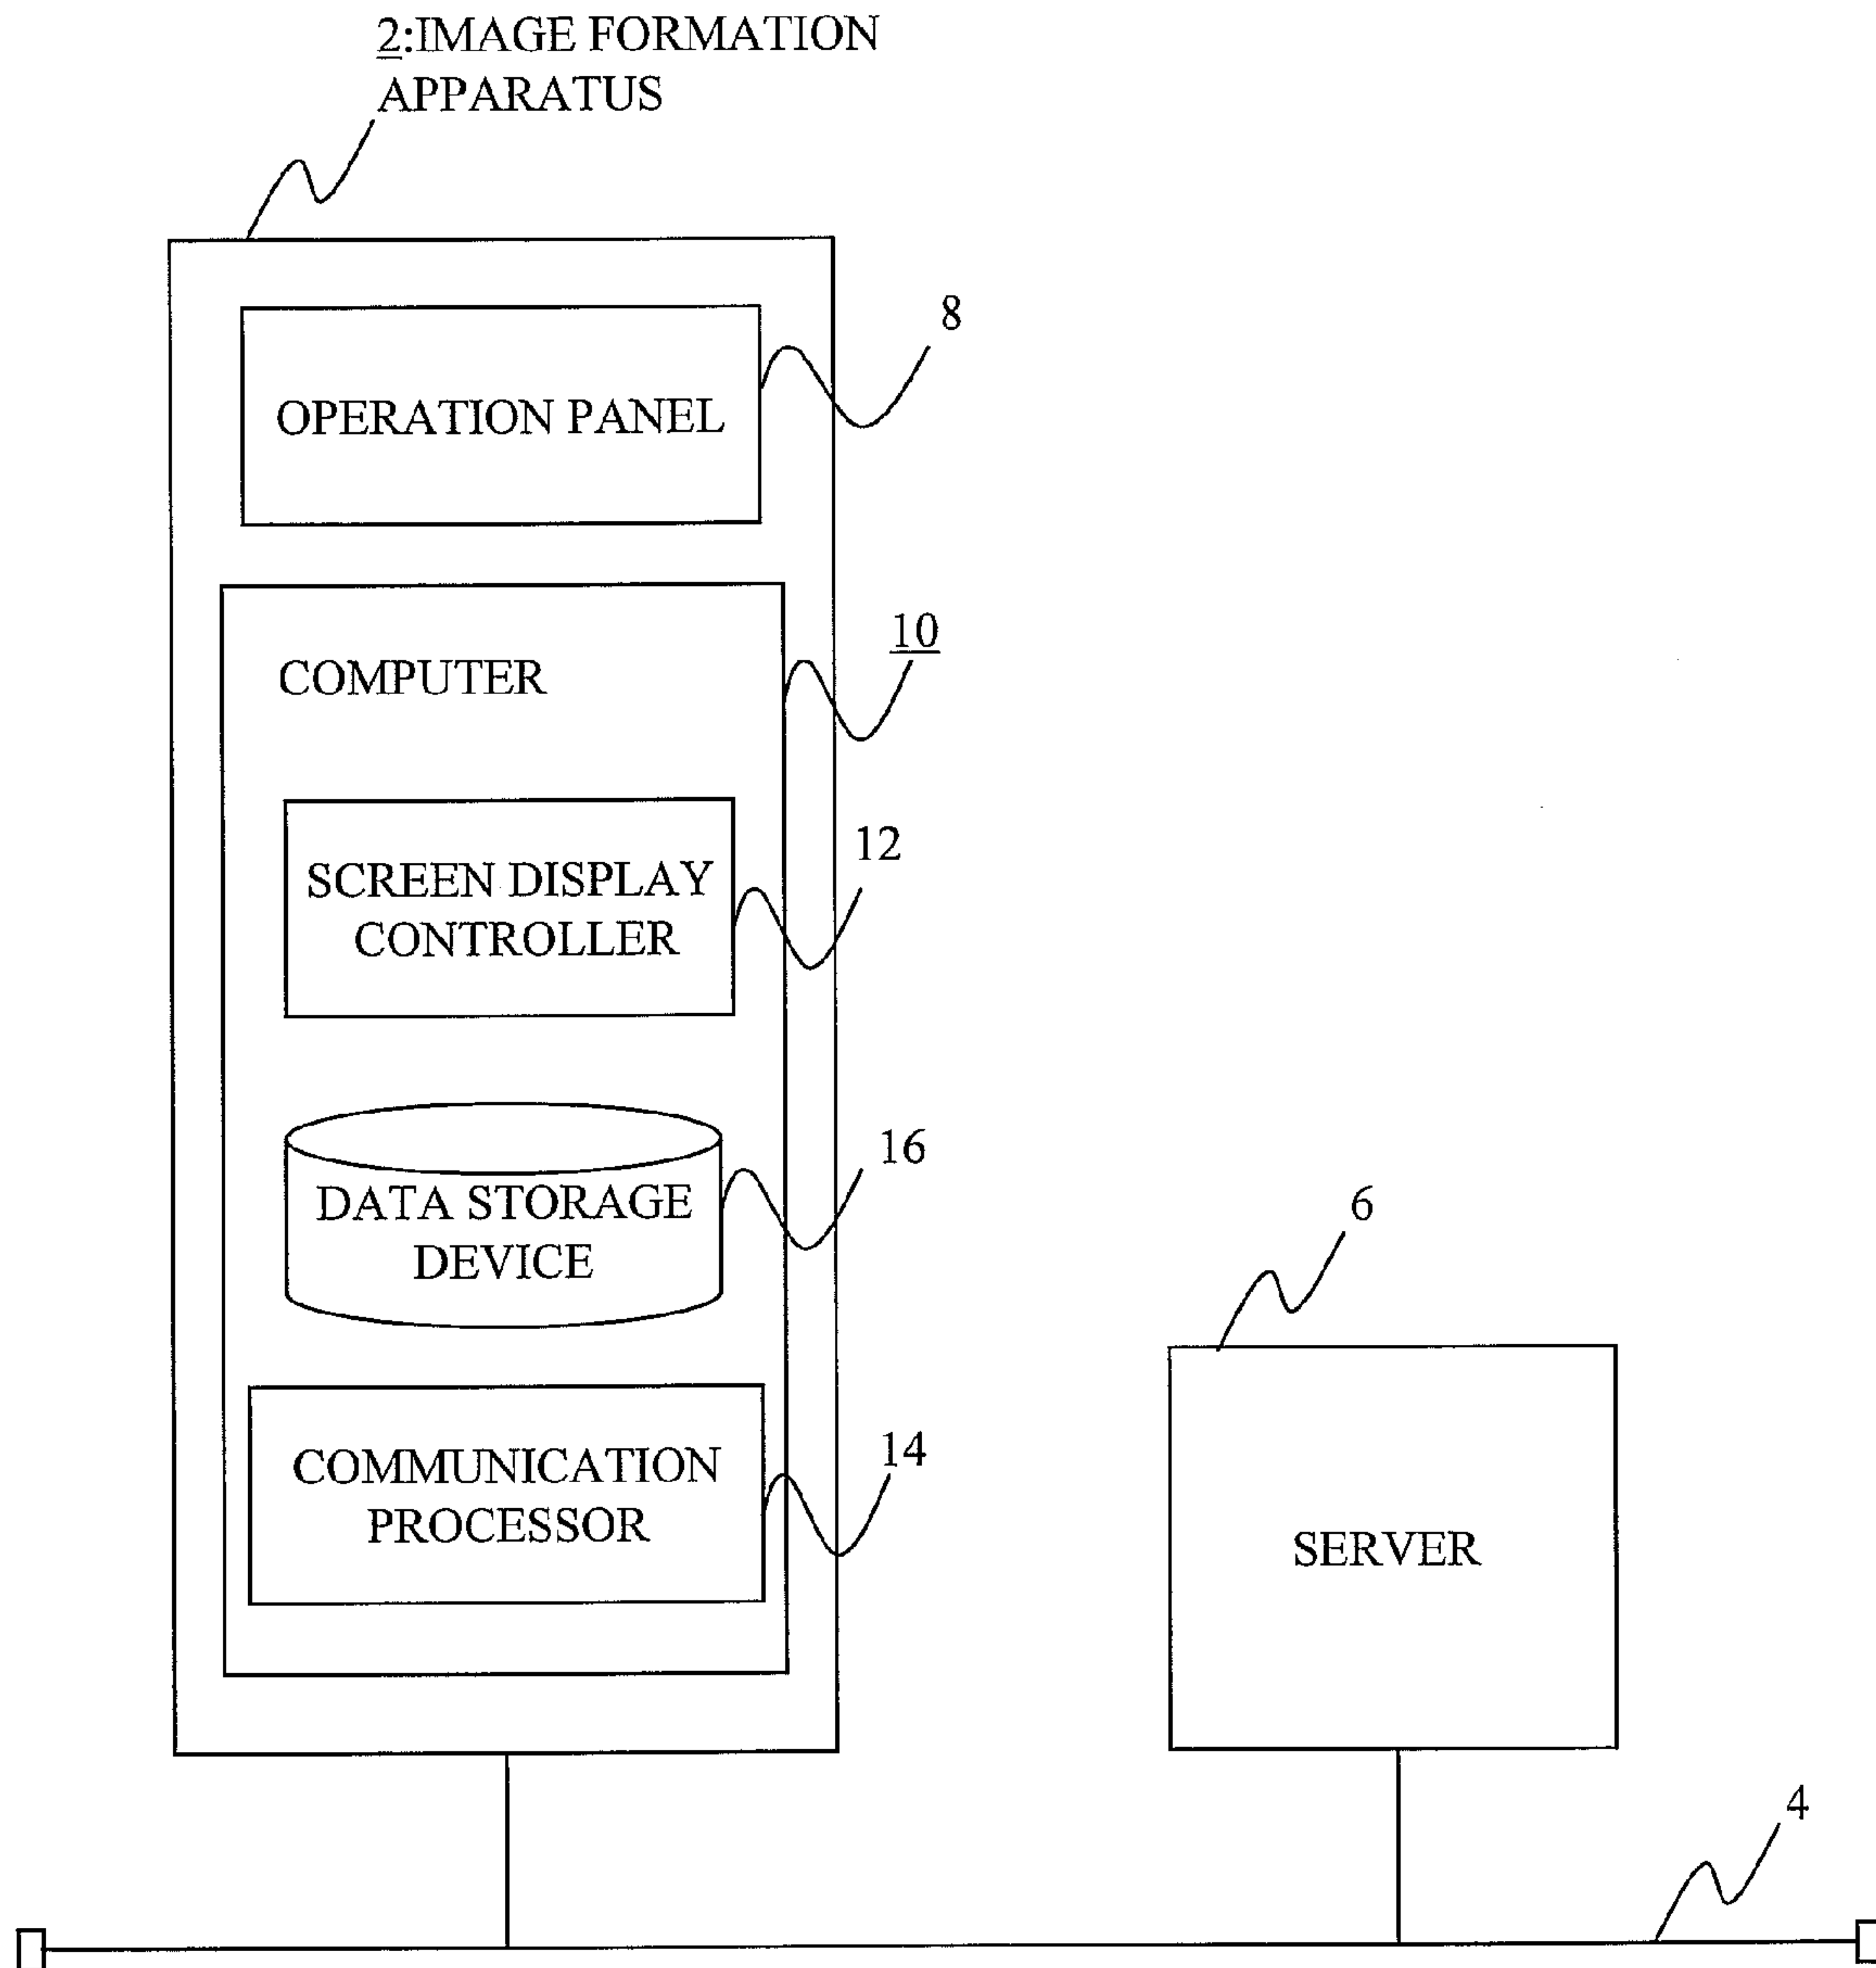 2:IMAGE FORMATION
APPARATUS
8
OPERATION PANEL
10
COMPUTER
12
SCREEN DISPLAY
CONTROLLER
16
DATA STORAGE
DEVICE
6
14
COMMUNICATION
PROCESSOR
SERVER
4